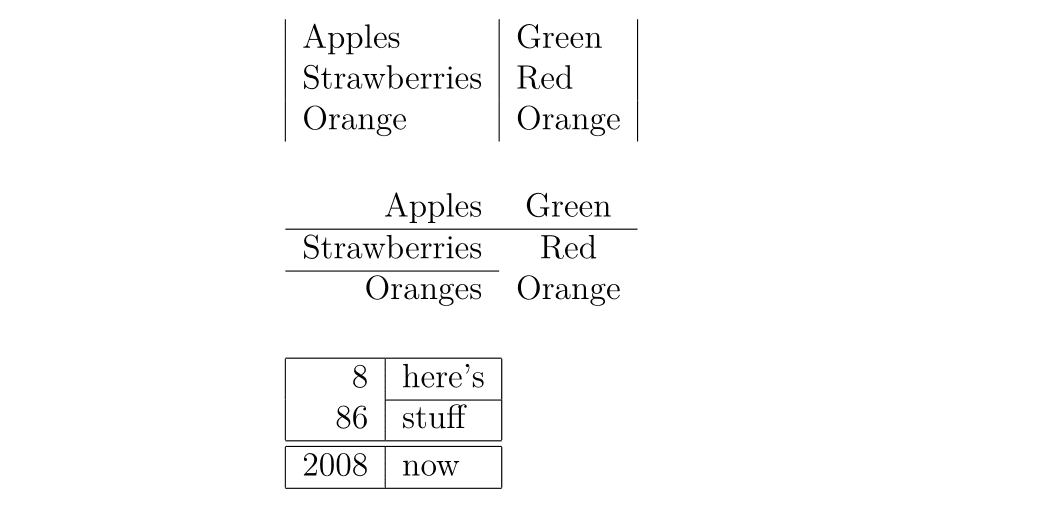 Apples Green
Strawberries Red
Orange Orange
Apples Green
Strawberries Red
Oranges Orange
8 here's
86 stuff
2008 now